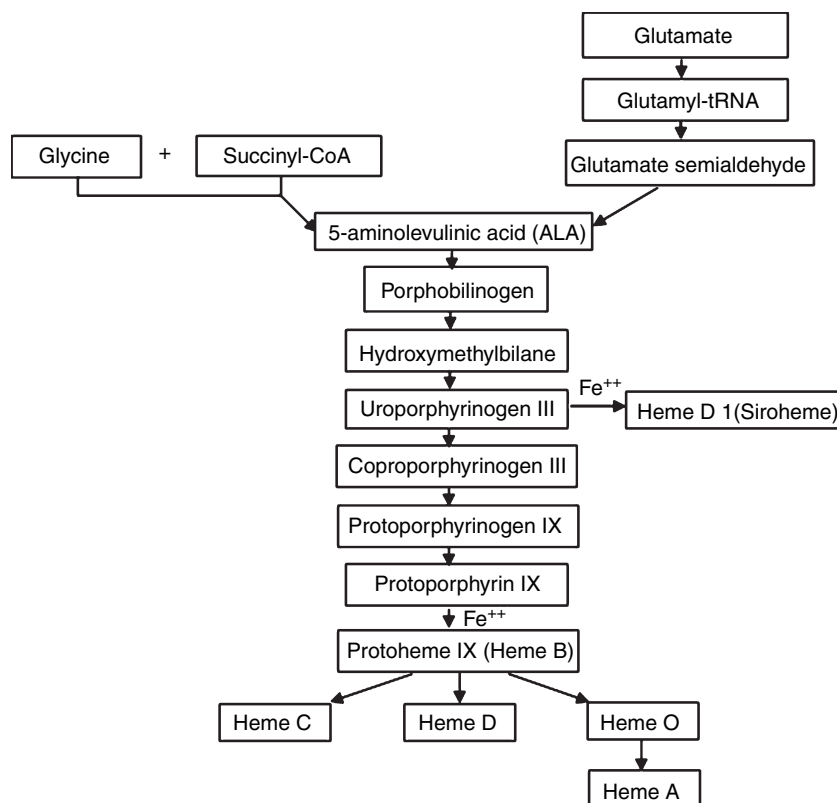 Glutamate
Glutamyl-tRNA
Glycine + Succinyl-CoA
Glutamate semialdehyde
5-aminolevulinic acid (ALA)
Porphobilinogen
Hydroxymethylbilane
Fe++
Uroporphyrinogen III
Heme D 1(Siroheme)
Coproporphyrinogen III
Protoporphyrinogen IX
Protoporphyrin IX
Fe++
Protoheme IX (Heme B)
Heme C
Heme D
Heme O
Heme A